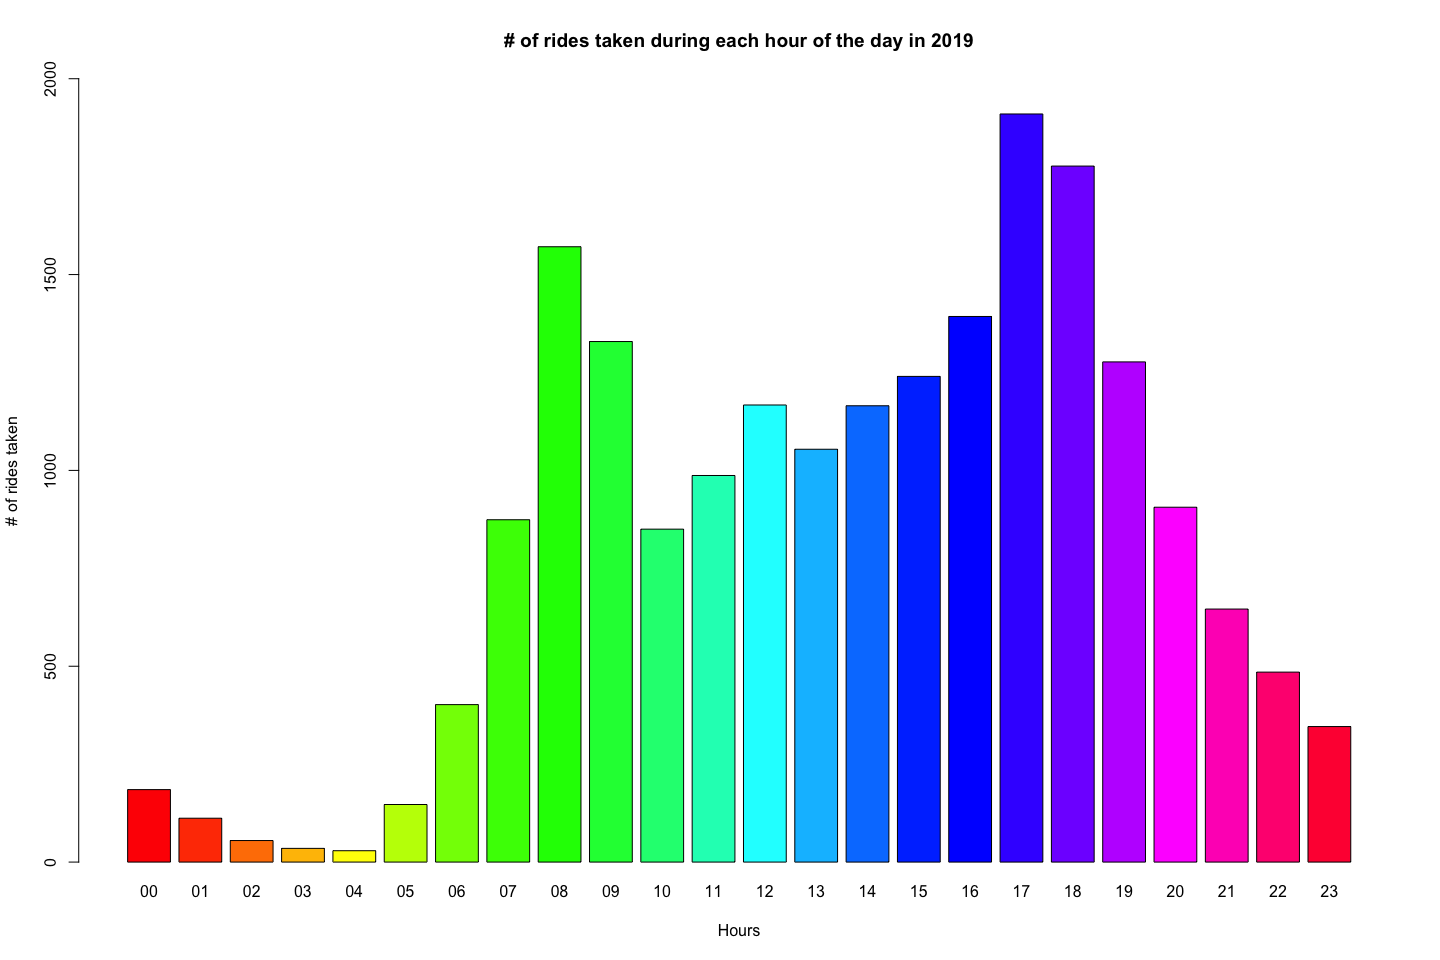 # of rides taken during each hour of the day in 2019
2000
1500
1000
500
0
# of rides taken
00 01 02 03 04 05 06 07 08 09 10 11 12 13 14 15 16 17 18 19 20 21 22 23
Hours